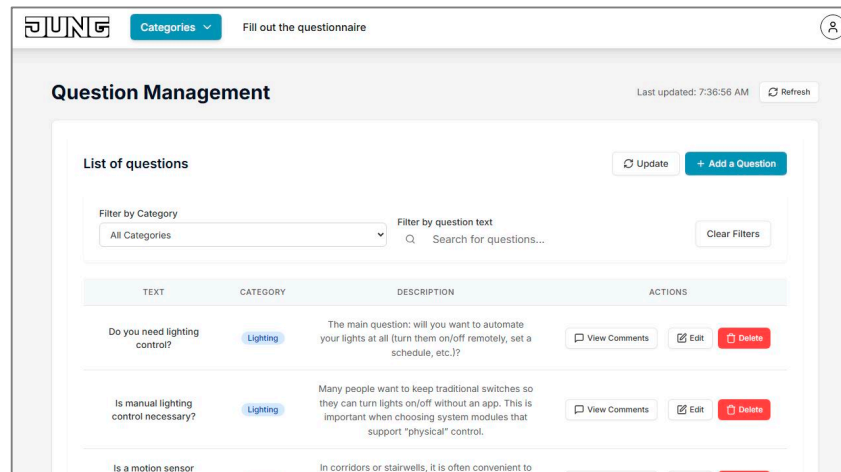 JUNG
Categories
Fill out the questionnaire
Question Management
Last updated: 7:36:56 AM
Refresh
List of questions
Update
+ Add a Question
Filter by Category
All Categories
Filter by question text
Search for questions...
Clear Filters
TEXT
CATEGORY
DESCRIPTION
ACTIONS
Do you need lighting
control?
Lighting
The main question: will you want to automate
your lights at all (turn them on/off remotely, set a
schedule, etc.)?
View Comments
Edit
Delete
Is manual lighting
control necessary?
Lighting
Many people want to keep traditional switches so
they can turn lights on/off without an app. This is
important when choosing system modules that
support "physical" control.
View Comments
Edit
Delete
Is a motion sensor
In corridors or stairwells, it is often convenient to